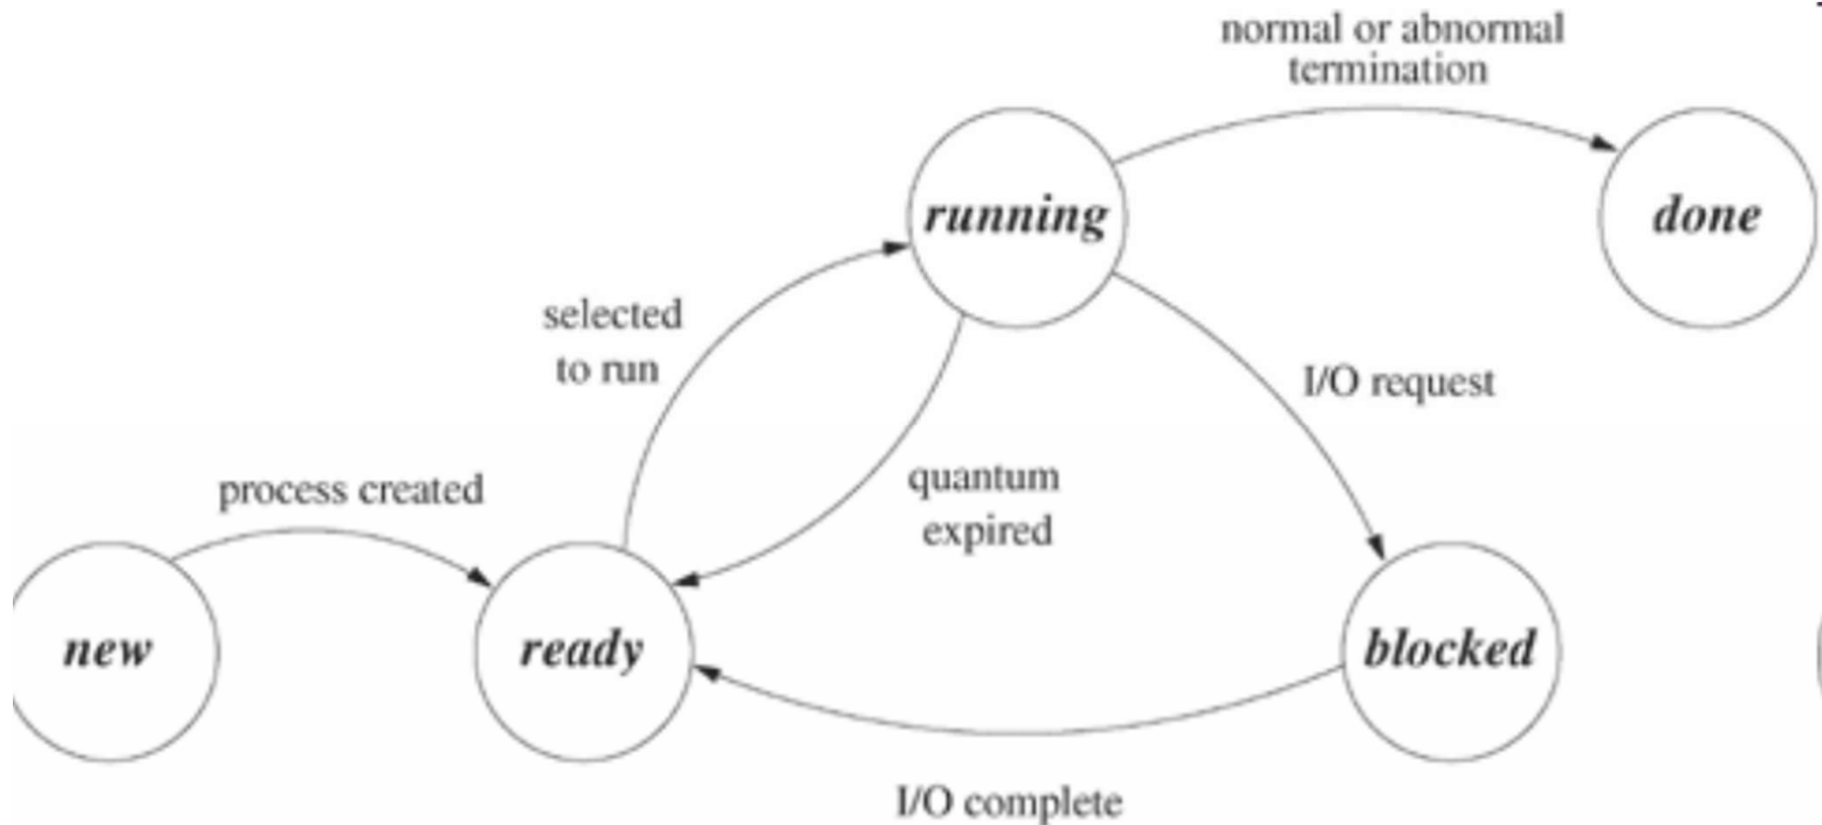 normal or abnormal
termination
running
done
selected
to run
I/O request
process created
quantum
expired
new
ready
blocked
I/O complete